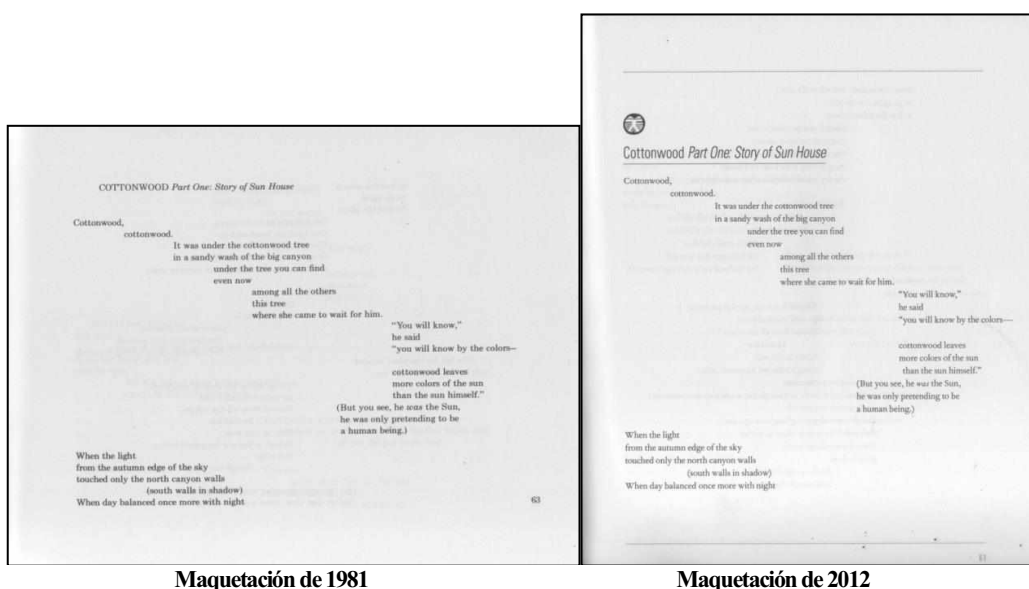 COTTONWOOD Part One: Story of Sun House
Cottonwood,
cottonwood.
It was under the cottonwood tree
in a sandy wash of the big canyon
under the tree you can find
even now
among all the others
this tree
where she came to wait for him.
"You will know,"
he said
"you will know by the colors–
cottonwood leaves
more colors of the sun
than the sun himself."
(But you see, he was the Sun,
he was only pretending to be
a human being.)
When the light
from the autumn edge of the sky
touched only the north canyon walls
(south walls in shadow)
When day balanced once more with night
63
Maquetación de 1981
Cottonwood Part One: Story of Sun House
Cottonwood,
cottonwood.
It was under the cottonwood tree
in a sandy wash of the big canyon
under the tree you can find
even now
among all the others
this tree
where she came to wait for him.
"You will know,"
he said
"you will know by the colors—
cottonwood leaves
more colors of the sun
than the sun himself."
(But you see, he was the Sun,
he was only pretending to be
a human being.)
When the light
from the autumn edge of the sky
touched only the north canyon walls
(south walls in shadow)
When day balanced once more with night
Maquetación de 2012